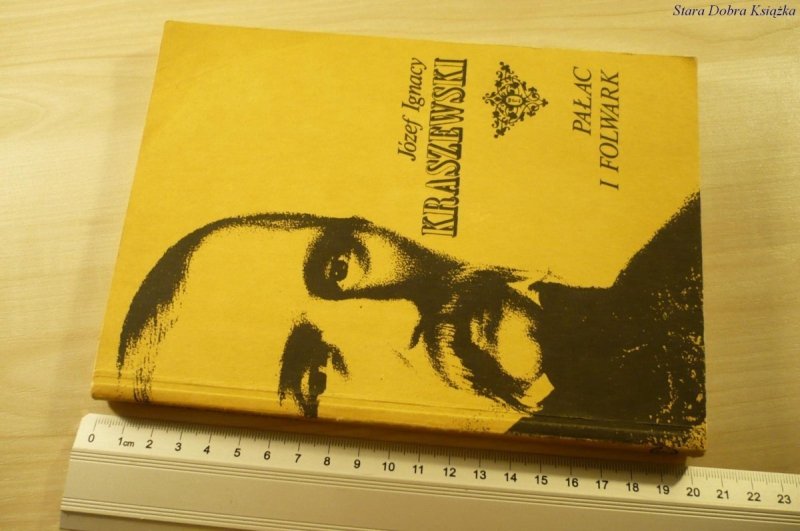 Stara Dobra Książka
Józef Ignacy
KRASZEWSKI
PAŁAC
I FOLWARK
0 1cm 2 3 4 5 6 7 8 9 10 11 12 13 14 15 16 17 18 19 20 21 22 23